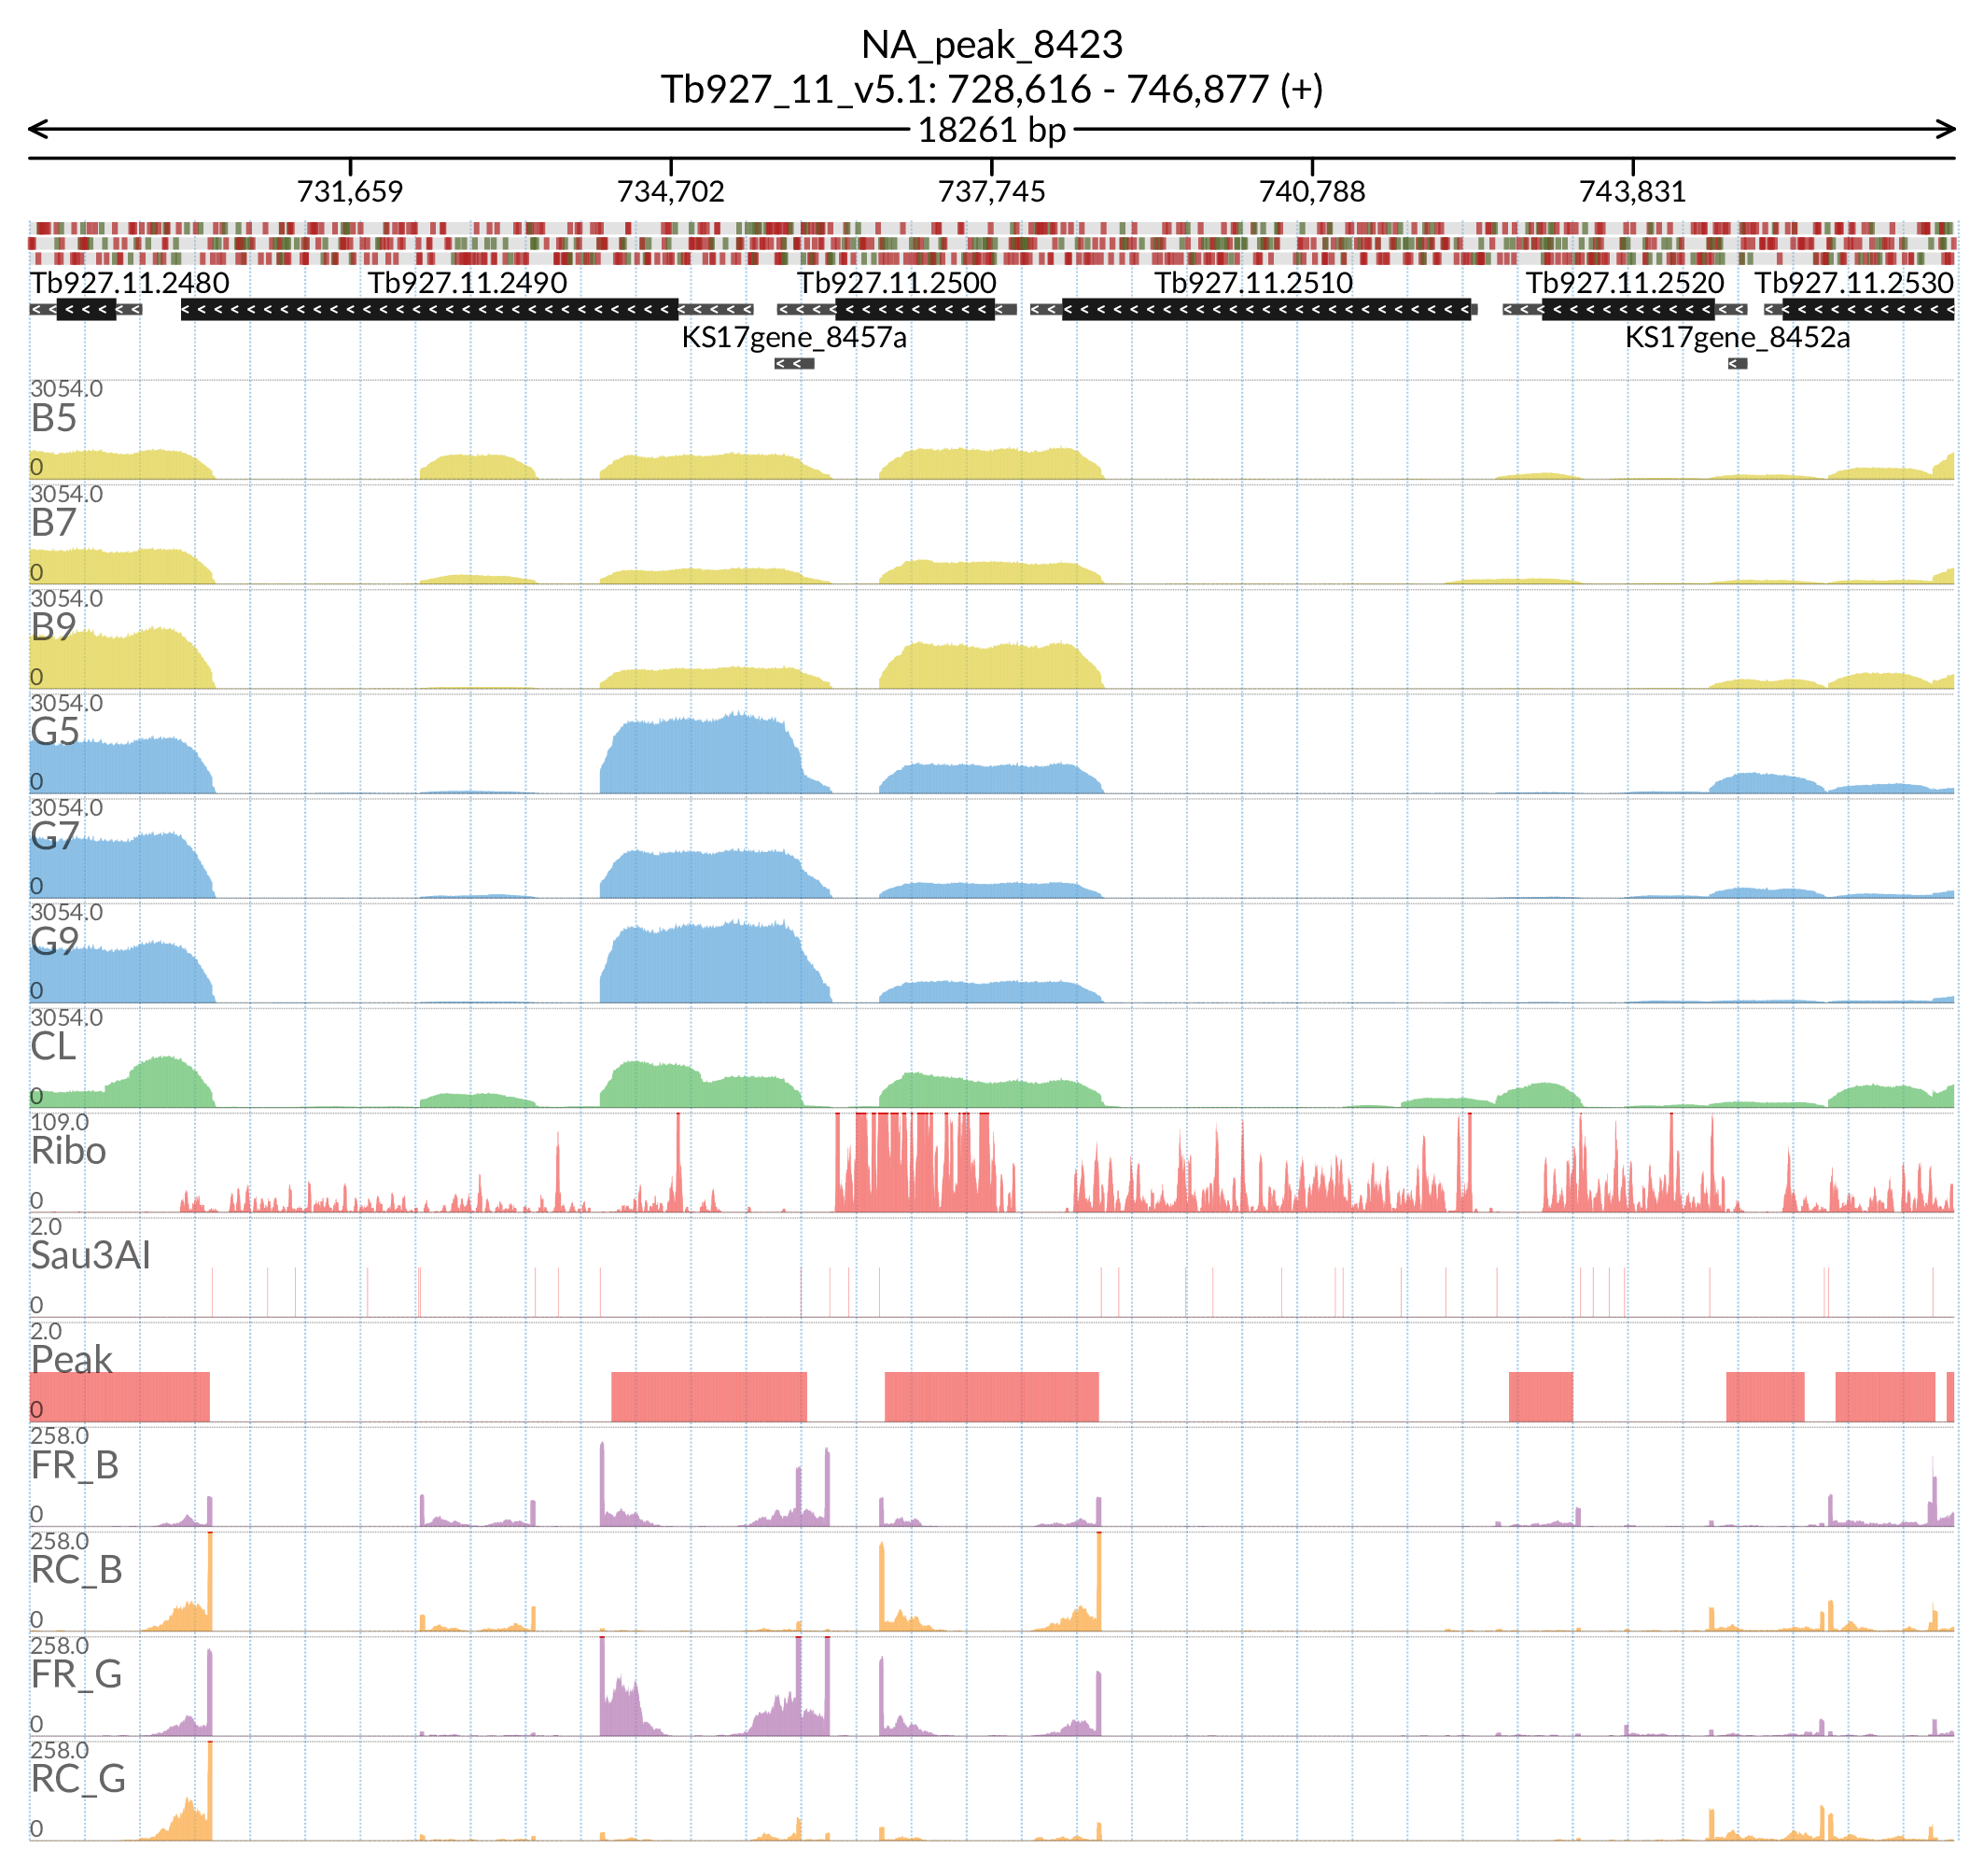 NA_peak_8423
Tb927_11_v5.1: 728,616 - 746,877 (+)
18261 bp
731,659 734,702 737,745 740,788 743,831
Tb927.11.2480 Tb927.11.2490 Tb927.11.2500 Tb927.11.2510 Tb927.11.2520 Tb927.11.2530
KS17gene_8457a KS17gene_8452a
3054.0
B5
0
3054.0
B7
0
3054.0
B9
0
3054.0
G5
0
3054.0
G7
0
3054.0
G9
0
3054.0
CL
0
109.0
Ribo
0
2.0
Sau3AI
0
2.0
Peak
0
258.0
FR_B
0
258.0
RC_B
0
258.0
FR_G
0
258.0
RC_G
0